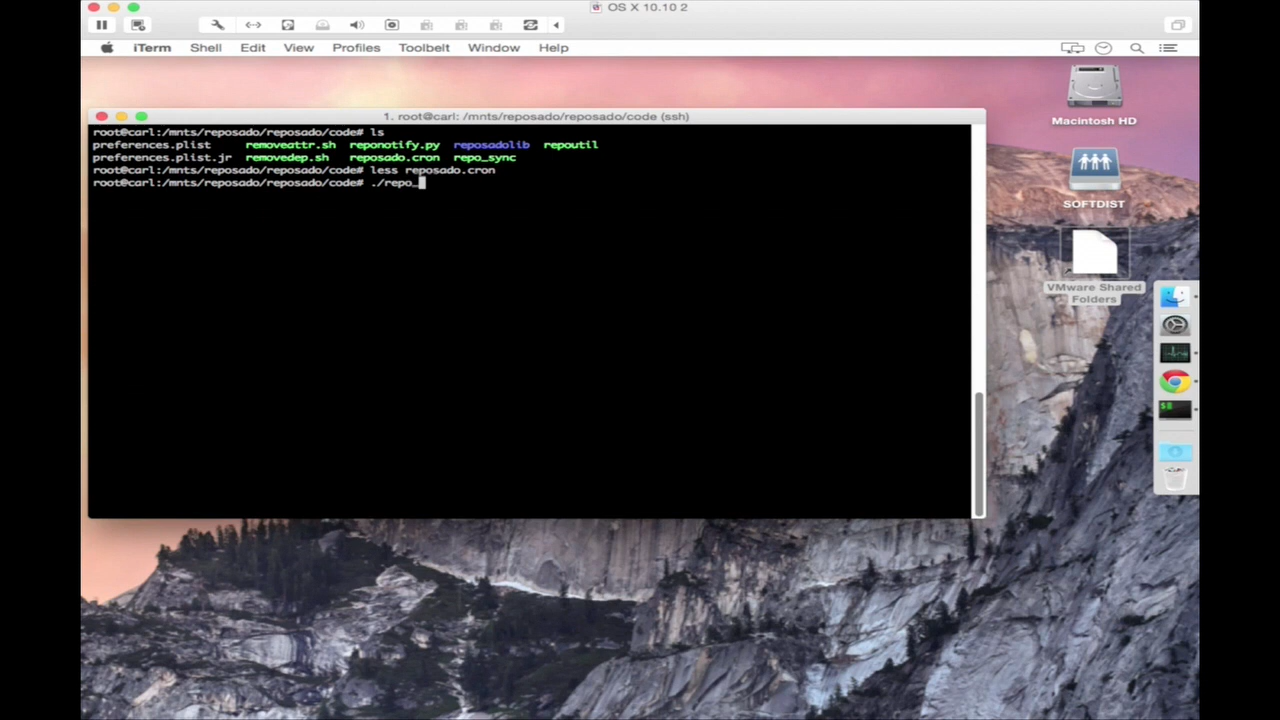 OS X 10.10 2
iTerm Shell Edit View Profiles Toolbelt Window Help
Macintosh HD
SOFTDIST
VMware Shared
Folders
1. root@carl: /mnts/reposado/reposado/code (ssh)
root@carl:/mnts/reposado/reposado/code# ls
preferences.plist removeattr.sh reponotify.py reposadolib repoutil
preferences.plist.jr removedep.sh reposado.cron repo_sync
root@carl:/mnts/reposado/reposado/code# less reposado.cron
root@carl:/mnts/reposado/reposado/code# ./repo_